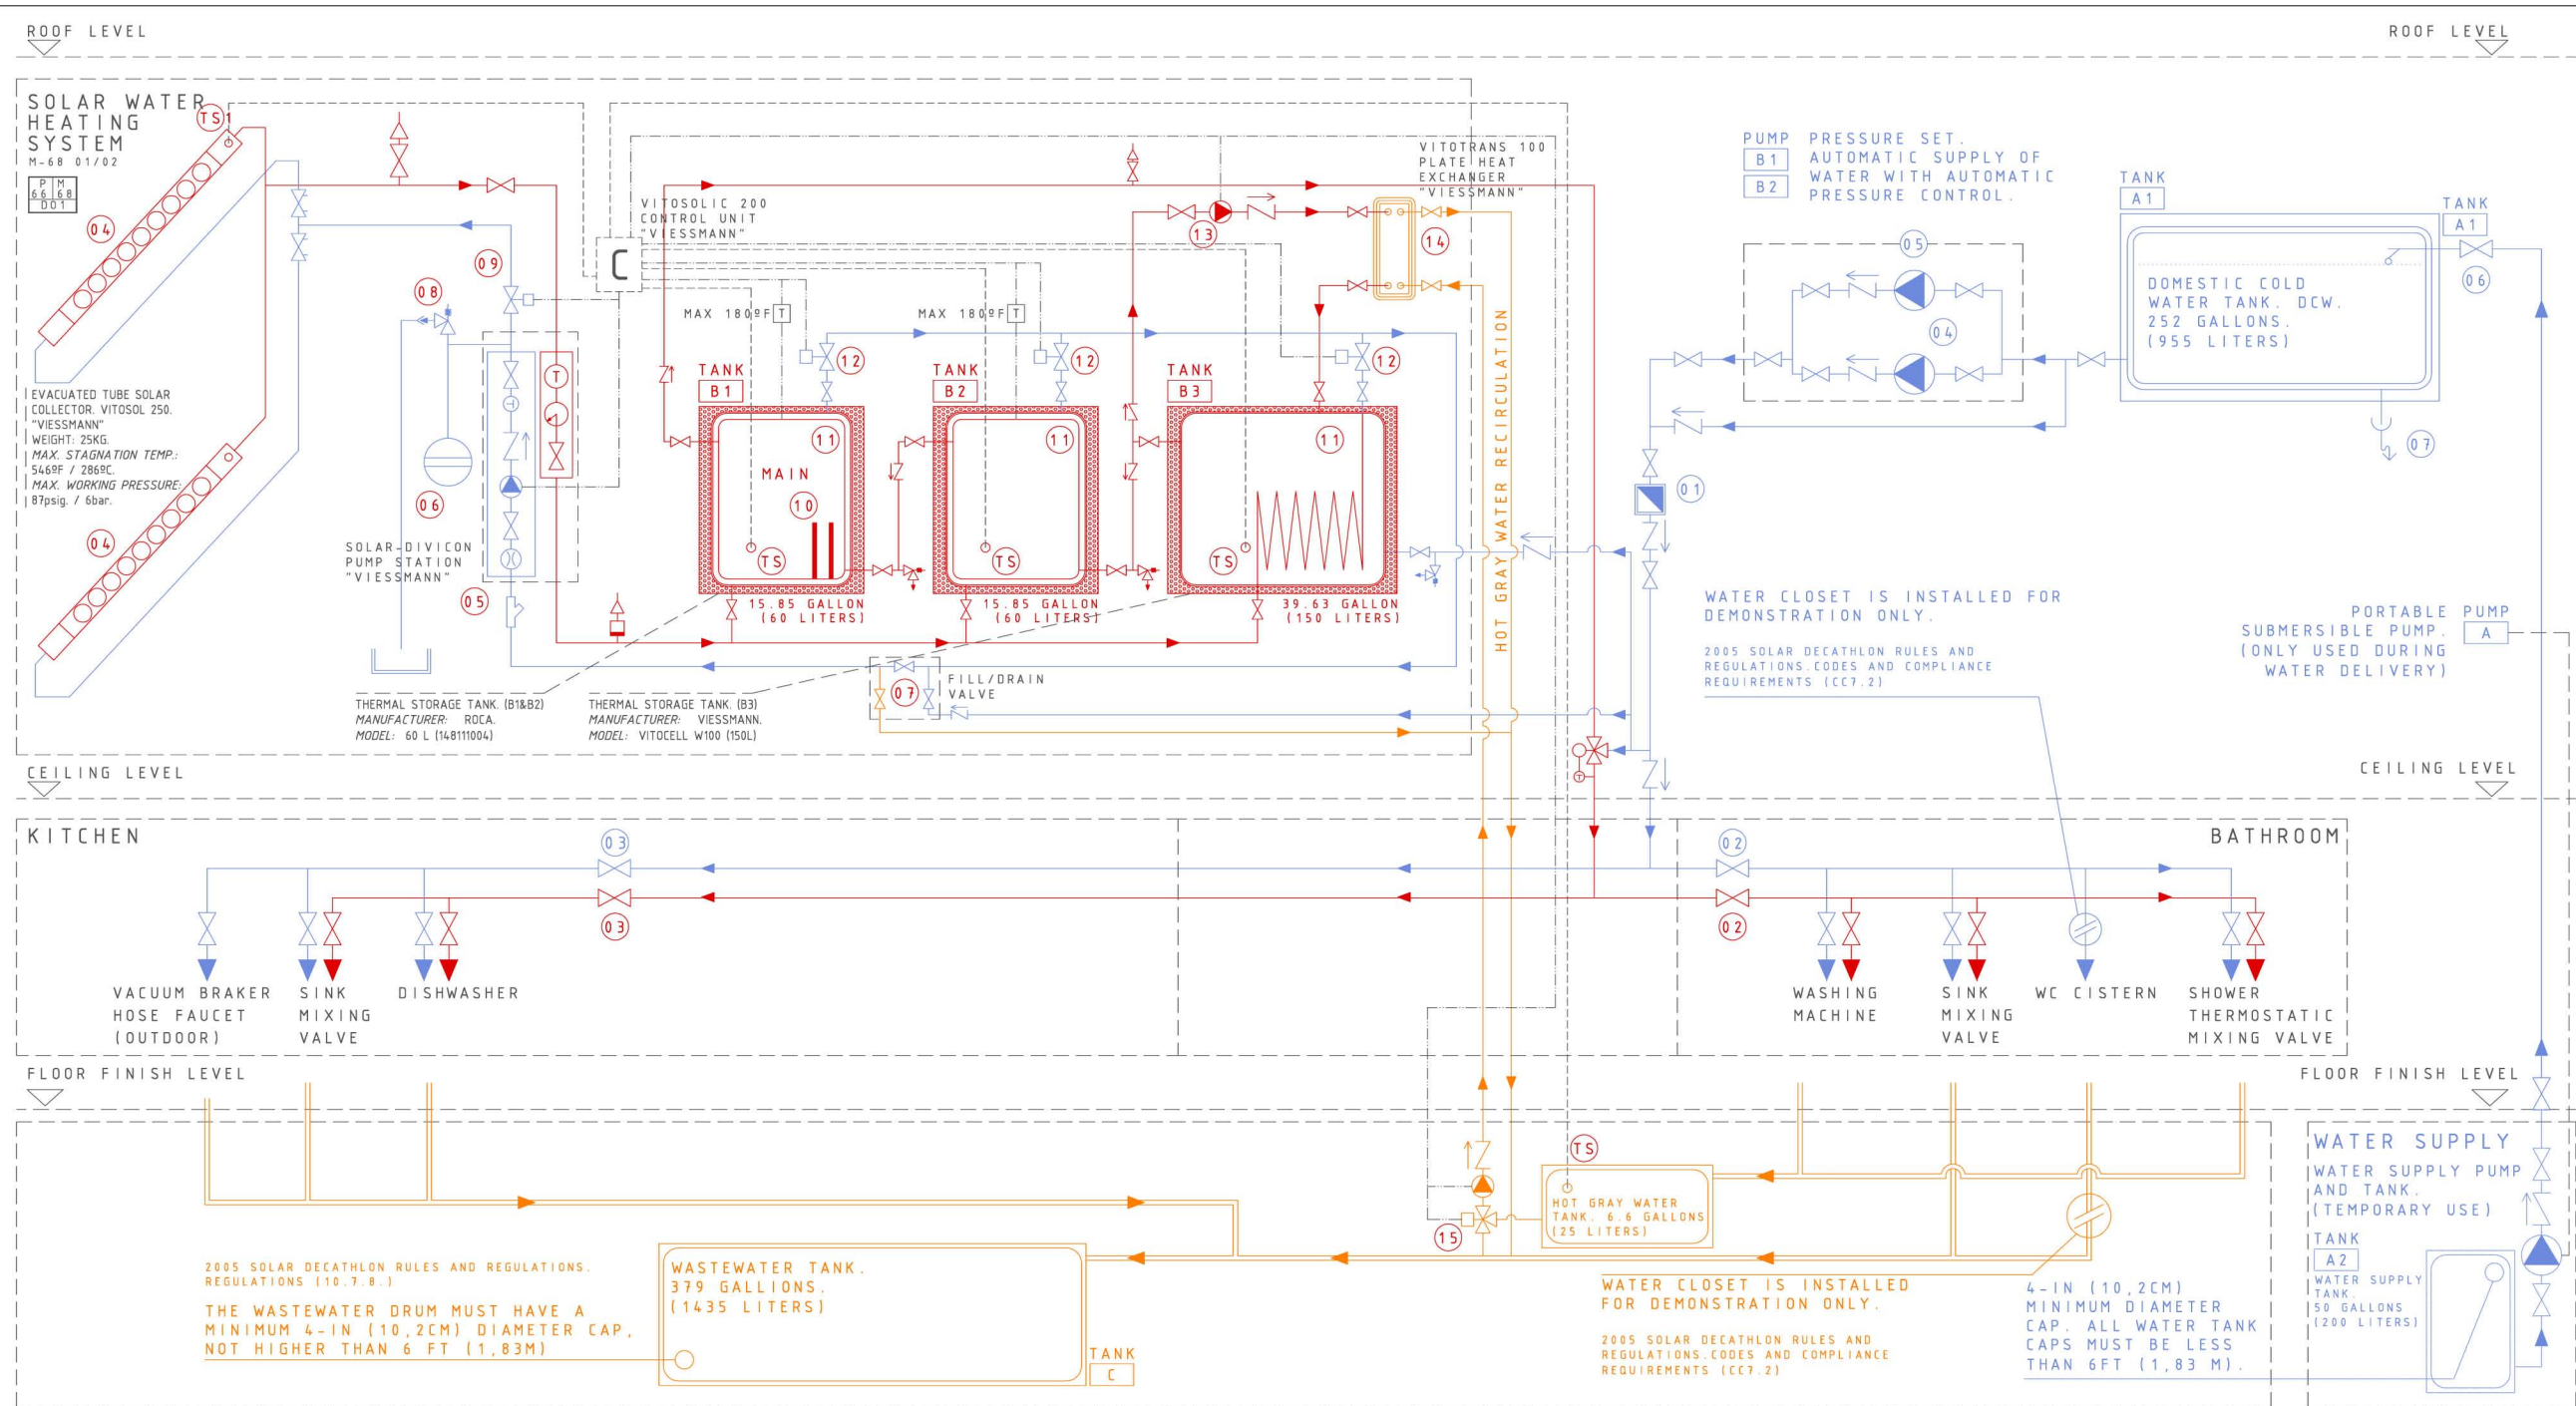 ROOF LEVEL
ROOF LEVEL
SOLAR WATER
HEATING
SYSTEM
M-68 01/02
P M
66 68
D01
TS1
04
04
EVACUATED TUBE SOLAR
COLLECTOR. VITOSOL 250.
"VIESSMANN"
WEIGHT: 25KG.
MAX. STAGNATION TEMP.:
546ºF / 286ºC.
MAX. WORKING PRESSURE:
87psig. / 6bar.
08
09
06
T
SOLAR-DIVICON
PUMP STATION
"VIESSMANN"
05
VITOSOLIC 200
CONTROL UNIT
"VIESSMANN"
C
MAX 180ºF T
MAX 180ºF T
TANK
B1
12
TANK
B2
12
TANK
B3
12
11
MAIN
10
TS
11
TS
11
TS
15.85 GALLON
(60 LITERS)
15.85 GALLON
(60 LITERS)
39.63 GALLON
(150 LITERS)
13
VITOTRANS 100
PLATE HEAT
EXCHANGER
"VIESSMANN"
14
HOT GRAY WATER RECIRCULATION
THERMAL STORAGE TANK. (B1&B2)
MANUFACTURER: ROCA.
MODEL: 60 L (148111004)
THERMAL STORAGE TANK. (B3)
MANUFACTURER: VIESSMANN.
MODEL: VITOCELL W100 (150L)
07
FILL/DRAIN
VALVE
T
PUMP PRESSURE SET.
B1 AUTOMATIC SUPPLY OF
B2 WATER WITH AUTOMATIC
PRESSURE CONTROL.
05
04
TANK
A1
TANK
A1
06
DOMESTIC COLD
WATER TANK. DCW.
252 GALLONS.
(955 LITERS)
07
01
WATER CLOSET IS INSTALLED FOR
DEMONSTRATION ONLY.
2005 SOLAR DECATHLON RULES AND
REGULATIONS.CODES AND COMPLIANCE
REQUIREMENTS (CC7.2)
PORTABLE PUMP
SUBMERSIBLE PUMP. A
(ONLY USED DURING
WATER DELIVERY)
CEILING LEVEL
CEILING LEVEL
KITCHEN
03
03
02
02
BATHROOM
VACUUM BRAKER
HOSE FAUCET
(OUTDOOR)
SINK
MIXING
VALVE
DISHWASHER
WASHING
MACHINE
SINK
MIXING
VALVE
WC CISTERN
SHOWER
THERMOSTATIC
MIXING VALVE
FLOOR FINISH LEVEL
FLOOR FINISH LEVEL
TS
HOT GRAY WATER
TANK. 6.6 GALLONS
(25 LITERS)
15
2005 SOLAR DECATHLON RULES AND REGULATIONS.
REGULATIONS (10.7.8.)
THE WASTEWATER DRUM MUST HAVE A
MINIMUM 4-IN (10,2CM) DIAMETER CAP,
NOT HIGHER THAN 6 FT (1,83M)
WASTEWATER TANK.
379 GALLIONS.
(1435 LITERS)
TANK
C
WATER CLOSET IS INSTALLED
FOR DEMONSTRATION ONLY.
2005 SOLAR DECATHLON RULES AND
REGULATIONS.CODES AND COMPLIANCE
REQUIREMENTS (CC7.2)
4-IN (10,2CM)
MINIMUM DIAMETER
CAP. ALL WATER TANK
CAPS MUST BE LESS
THAN 6FT (1,83 M).
WATER SUPPLY
WATER SUPPLY PUMP
AND TANK.
(TEMPORARY USE)
TANK
A2
WATER SUPPLY
TANK.
50 GALLONS
(200 LITERS)